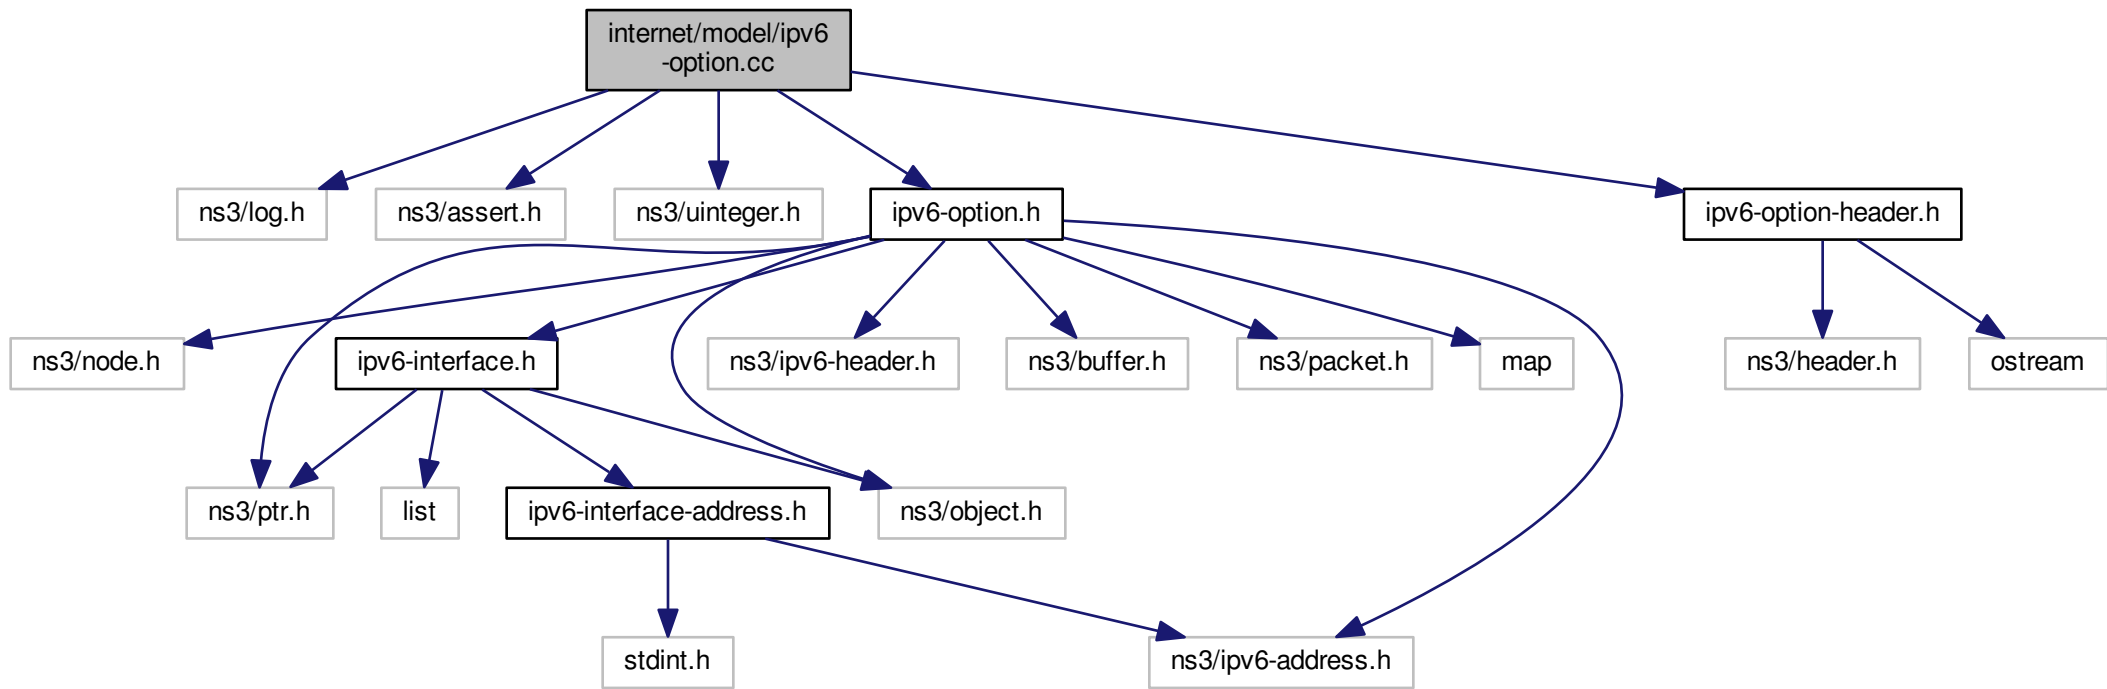 internet/model/ipv6
-option.cc
ns3/log.h
ns3/assert.h
ns3/uinteger.h
ipv6-option.h
ipv6-option-header.h
ns3/node.h
ipv6-interface.h
ns3/ipv6-header.h
ns3/buffer.h
ns3/packet.h
map
ns3/header.h
ostream
ns3/ptr.h
list
ipv6-interface-address.h
ns3/object.h
stdint.h
ns3/ipv6-address.h